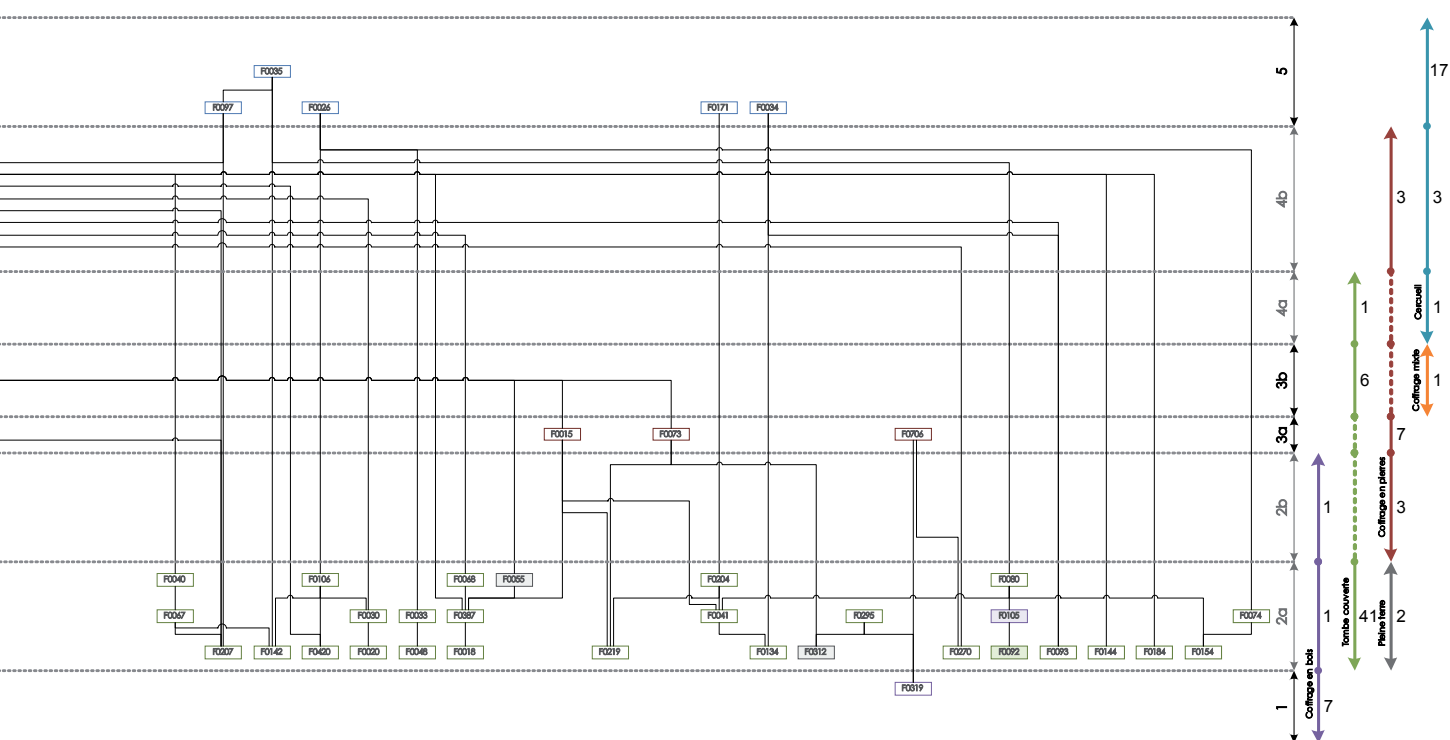 17
F0035
5
F0097 F0026 F0171 F0034
4b 3 3
4a 1 Cercueil 1
3b 6 Coffrage mixte 1
F0015 F0073 F0706 3a 7
2b 1 Coffrage en pierres 3
F0040 F0106 F0068 F0055 F0204 F0080
F0067 F0030 F0033 F0387 F0041 F0295 F0105 F0074 2a 1 Tombe couverte 41 Pleine terre 2
F0207 F0142 F0420 F0020 F0048 F0018 F0219 F0134 F0312 F0270 F0092 F0093 F0144 F0184 F0154
F0319
1 Coffrage en bois 7